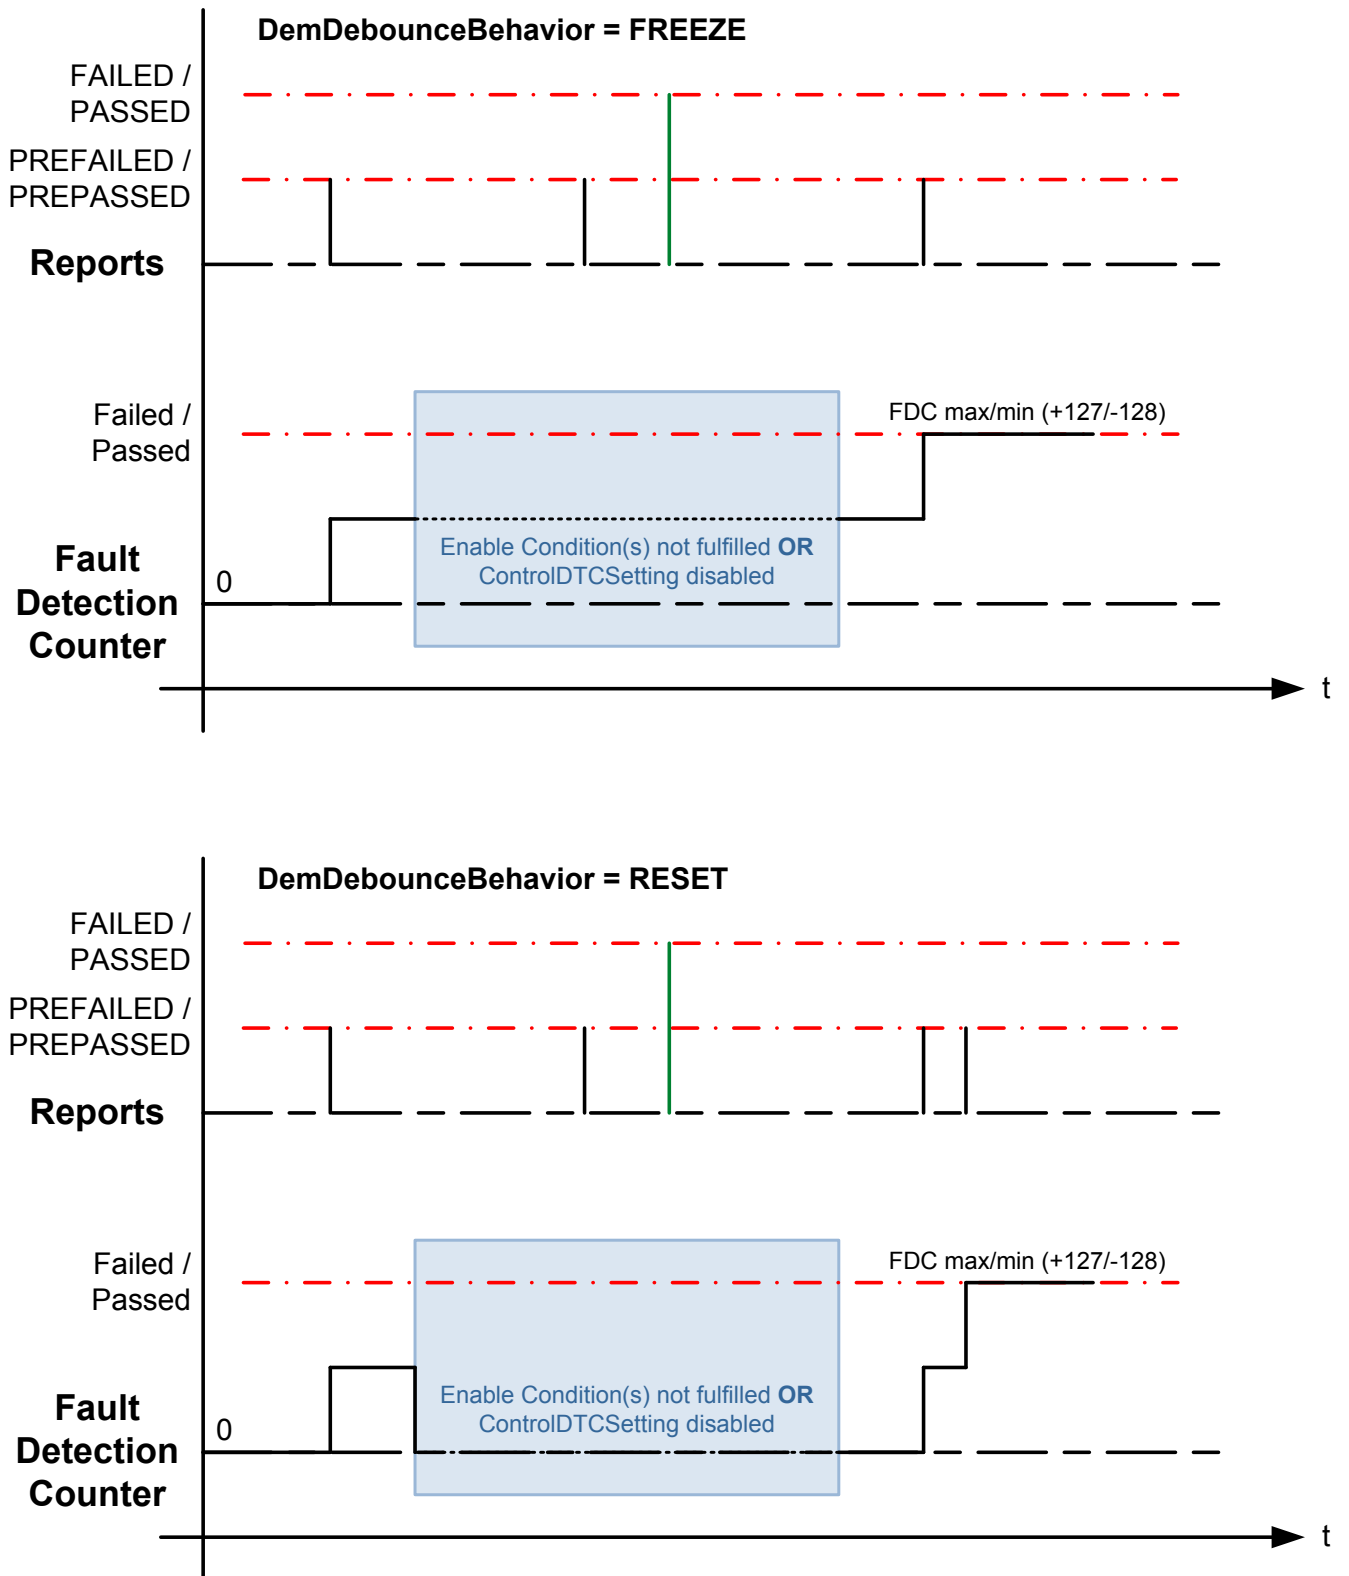 DemDebounceBehavior = FREEZE
FAILED /
PASSED
PREFAILED /
PREPASSED
Reports
Failed /
Passed
FDC max/min (+127/-128)
Enable Condition(s) not fulfilled OR
ControlDTCSetting disabled
Fault
Detection
Counter
0
t
DemDebounceBehavior = RESET
FAILED /
PASSED
PREFAILED /
PREPASSED
Reports
Failed /
Passed
FDC max/min (+127/-128)
Enable Condition(s) not fulfilled OR
ControlDTCSetting disabled
Fault
Detection
Counter
0
t